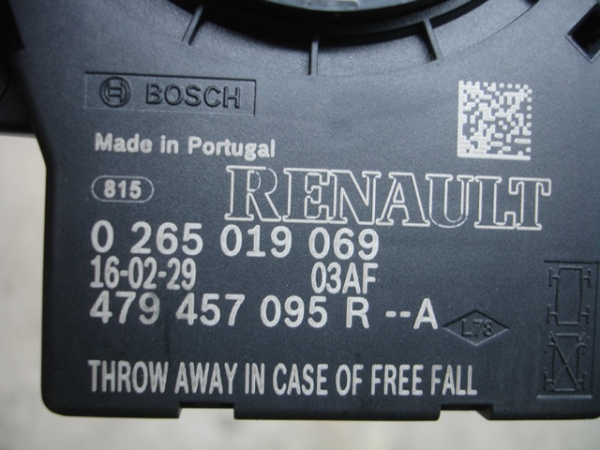 BOSCH
Made in Portugal
815
RENAULT
0 265 019 069
16-02-29 03AF
479 457 095 R --A
L78
THROW AWAY IN CASE OF FREE FALL